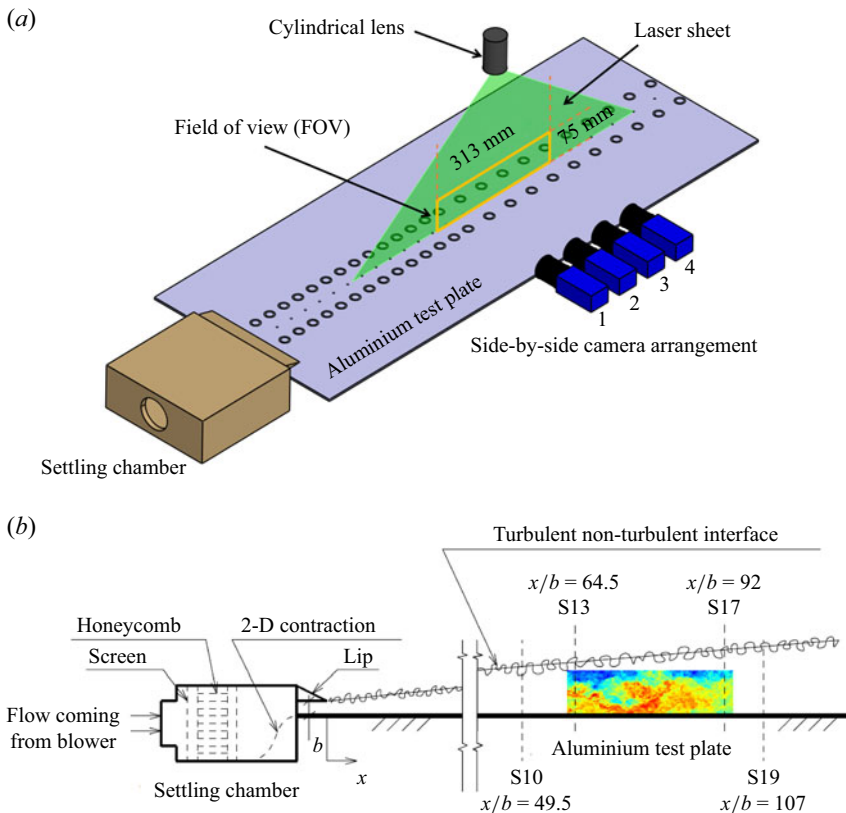 (a)
Cylindrical lens
Laser sheet
Field of view (FOV)
313 mm
75 mm
Aluminium test plate
1
2
3
4
Side-by-side camera arrangement
Settling chamber
(b)
Turbulent non-turbulent interface
x/b = 64.5
x/b = 92
S13
S17
Honeycomb
2-D contraction
Screen
Lip
Flow coming
from blower
b
x
Aluminium test plate
Settling chamber
S10
S19
x/b = 49.5
x/b = 107